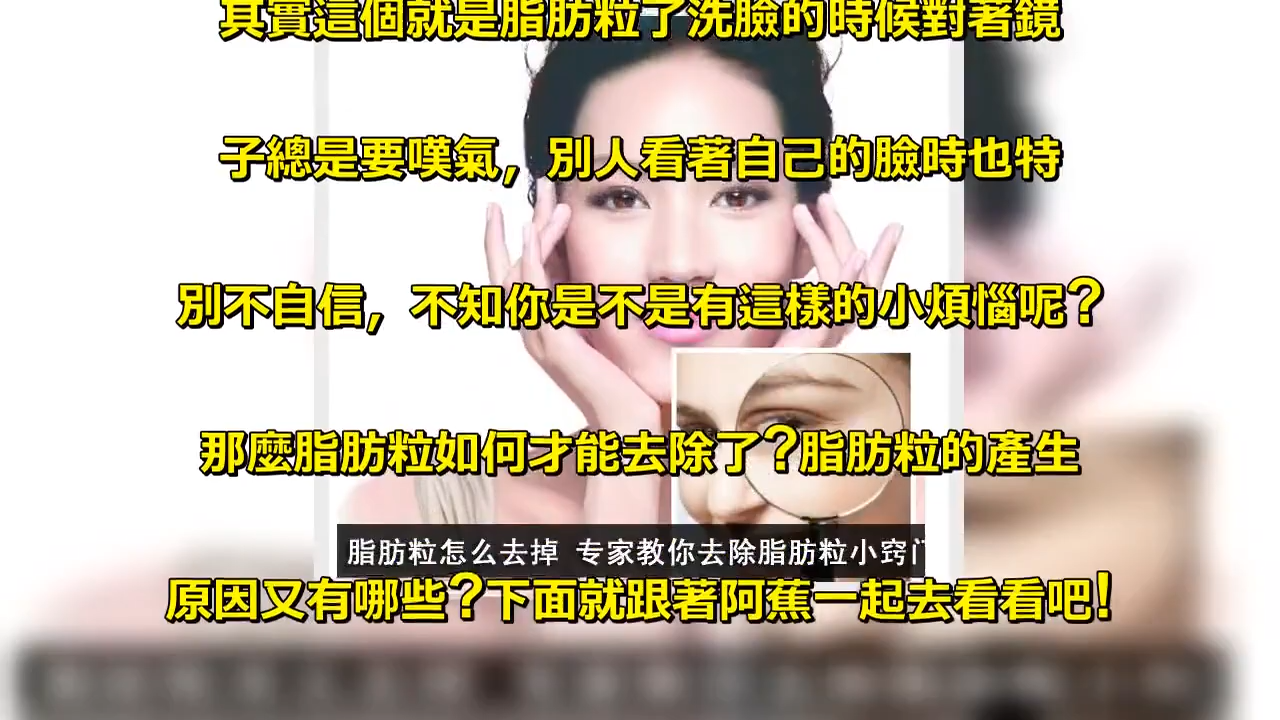 其實這個就是脂肪粒了洗臉的時候對著鏡
子總是要嘆氣，別人看著自己的臉時也特
別不自信，不知你是不是有這樣的小煩惱呢？
那麼脂肪粒如何才能去除了？脂肪粒的產生
脂肪粒怎么去掉 专家教你去除脂肪粒小窍门
原因又有哪些？下面就跟著阿蕉一起去看看吧！